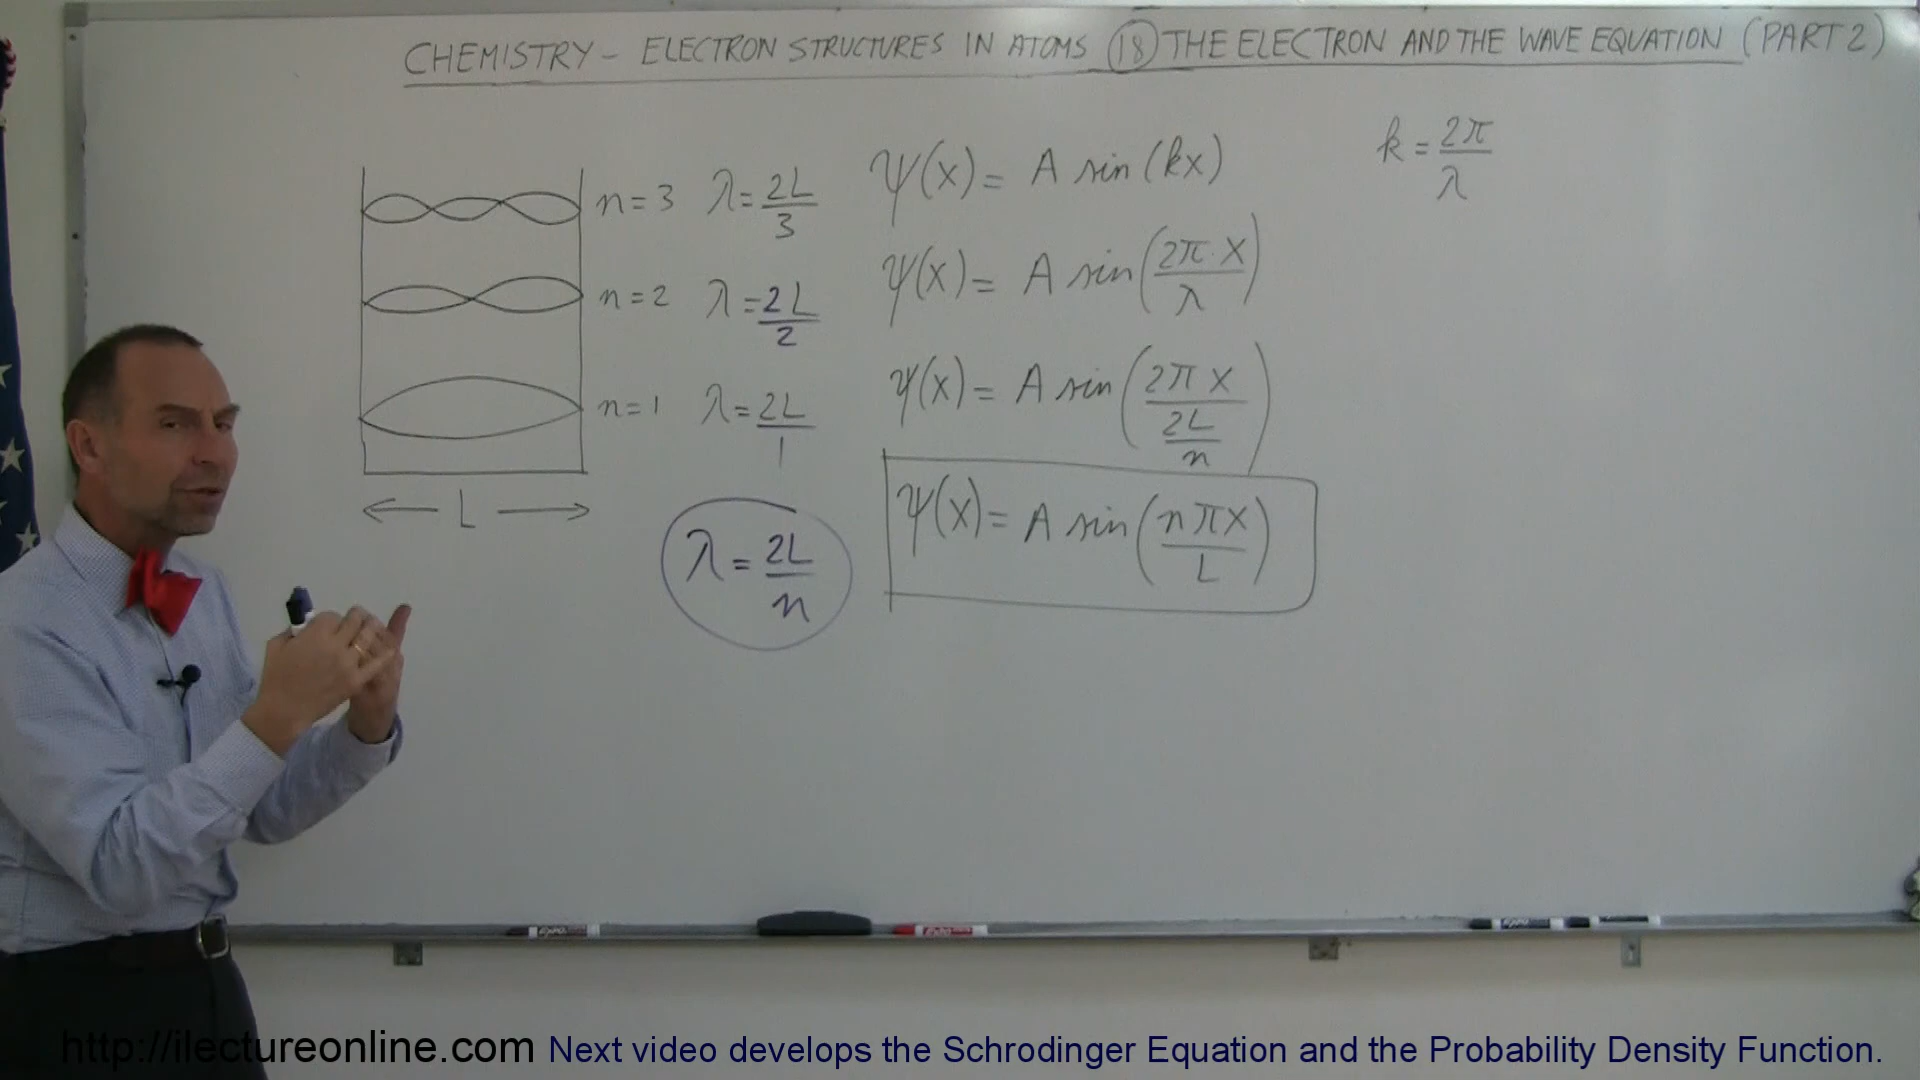 CHEMISTRY - ELECTRON STRUCTURES IN ATOMS (18) THE ELECTRON AND THE WAVE EQUATION (PART 2)
n = 3 λ = 2L/3
n = 2 λ = 2L/2
n = 1 λ = 2L/1
← L →
λ = 2L/n
ψ(x) = A sin(kx)
ψ(x) = A sin(2π·x/λ)
ψ(x) = A sin(2πx/(2L/n))
ψ(x) = A sin(nπx/L)
k = 2π/λ
EXPO
EXPO
http://ilectureonline.com Next video develops the Schrodinger Equation and the Probability Density Function.